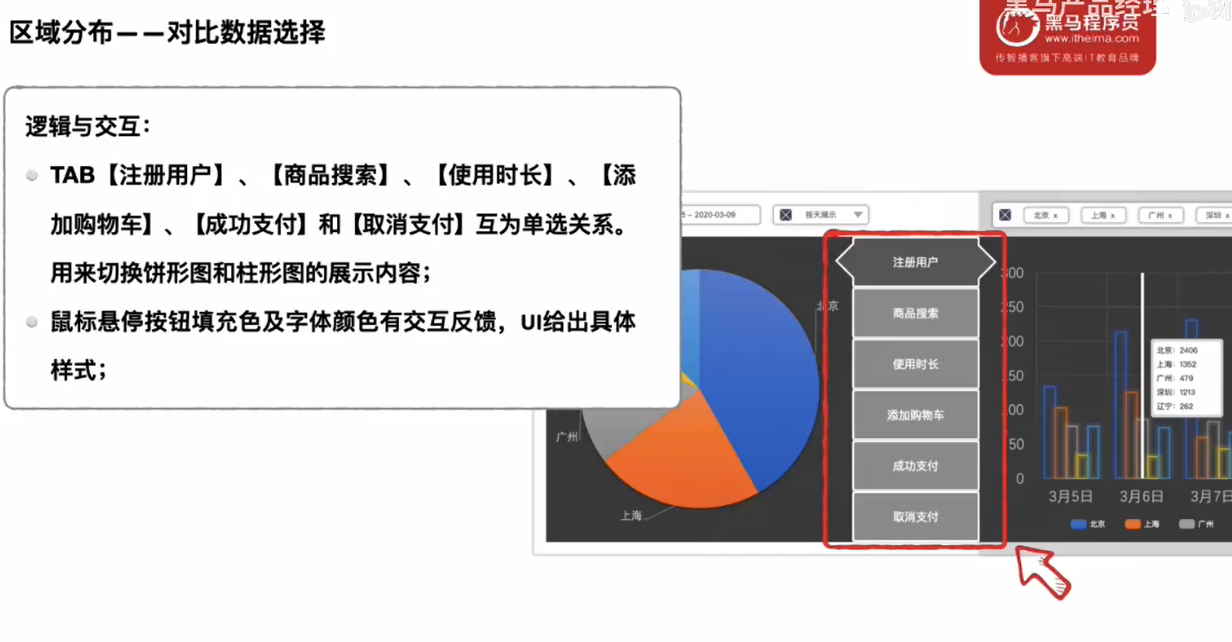 区域分布——对比数据选择
黑马产品经理
黑马程序员
www.itheima.com
传智播客旗下高端IT教育品牌
逻辑与交互：
TAB【注册用户】、【商品搜索】、【使用时长】、【添
加购物车】、【成功支付】和【取消支付】互为单选关系。
用来切换饼形图和柱形图的展示内容；
鼠标悬停按钮填充色及字体颜色有交互反馈，UI给出具体
样式；
5 – 2020-03-09
按天展示
北京 x
上海 x
广州 x
深圳 x
注册用户
商品搜索
使用时长
添加购物车
成功支付
取消支付
北京
广州
上海
300
250
200
150
100
50
0
北京：2406
上海：1352
广州：479
深圳：1213
辽宁：262
3月5日
3月6日
3月7日
北京
上海
广州